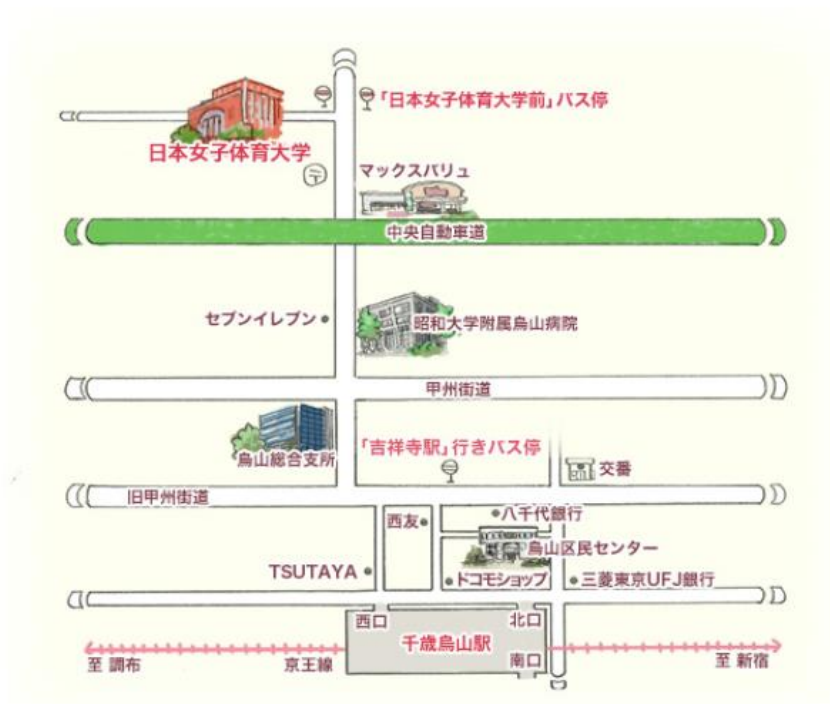 「日本女子体育大学前」バス停
日本女子体育大学
〒
マックスバリュ
中央自動車道
セブンイレブン
昭和大学附属烏山病院
甲州街道
烏山総合支所
「吉祥寺駅」行きバス停
交番
旧甲州街道
西友
八千代銀行
烏山区民センター
TSUTAYA
ドコモショップ
三菱東京UFJ銀行
西口
北口
千歳烏山駅
南口
至 調布
京王線
至 新宿